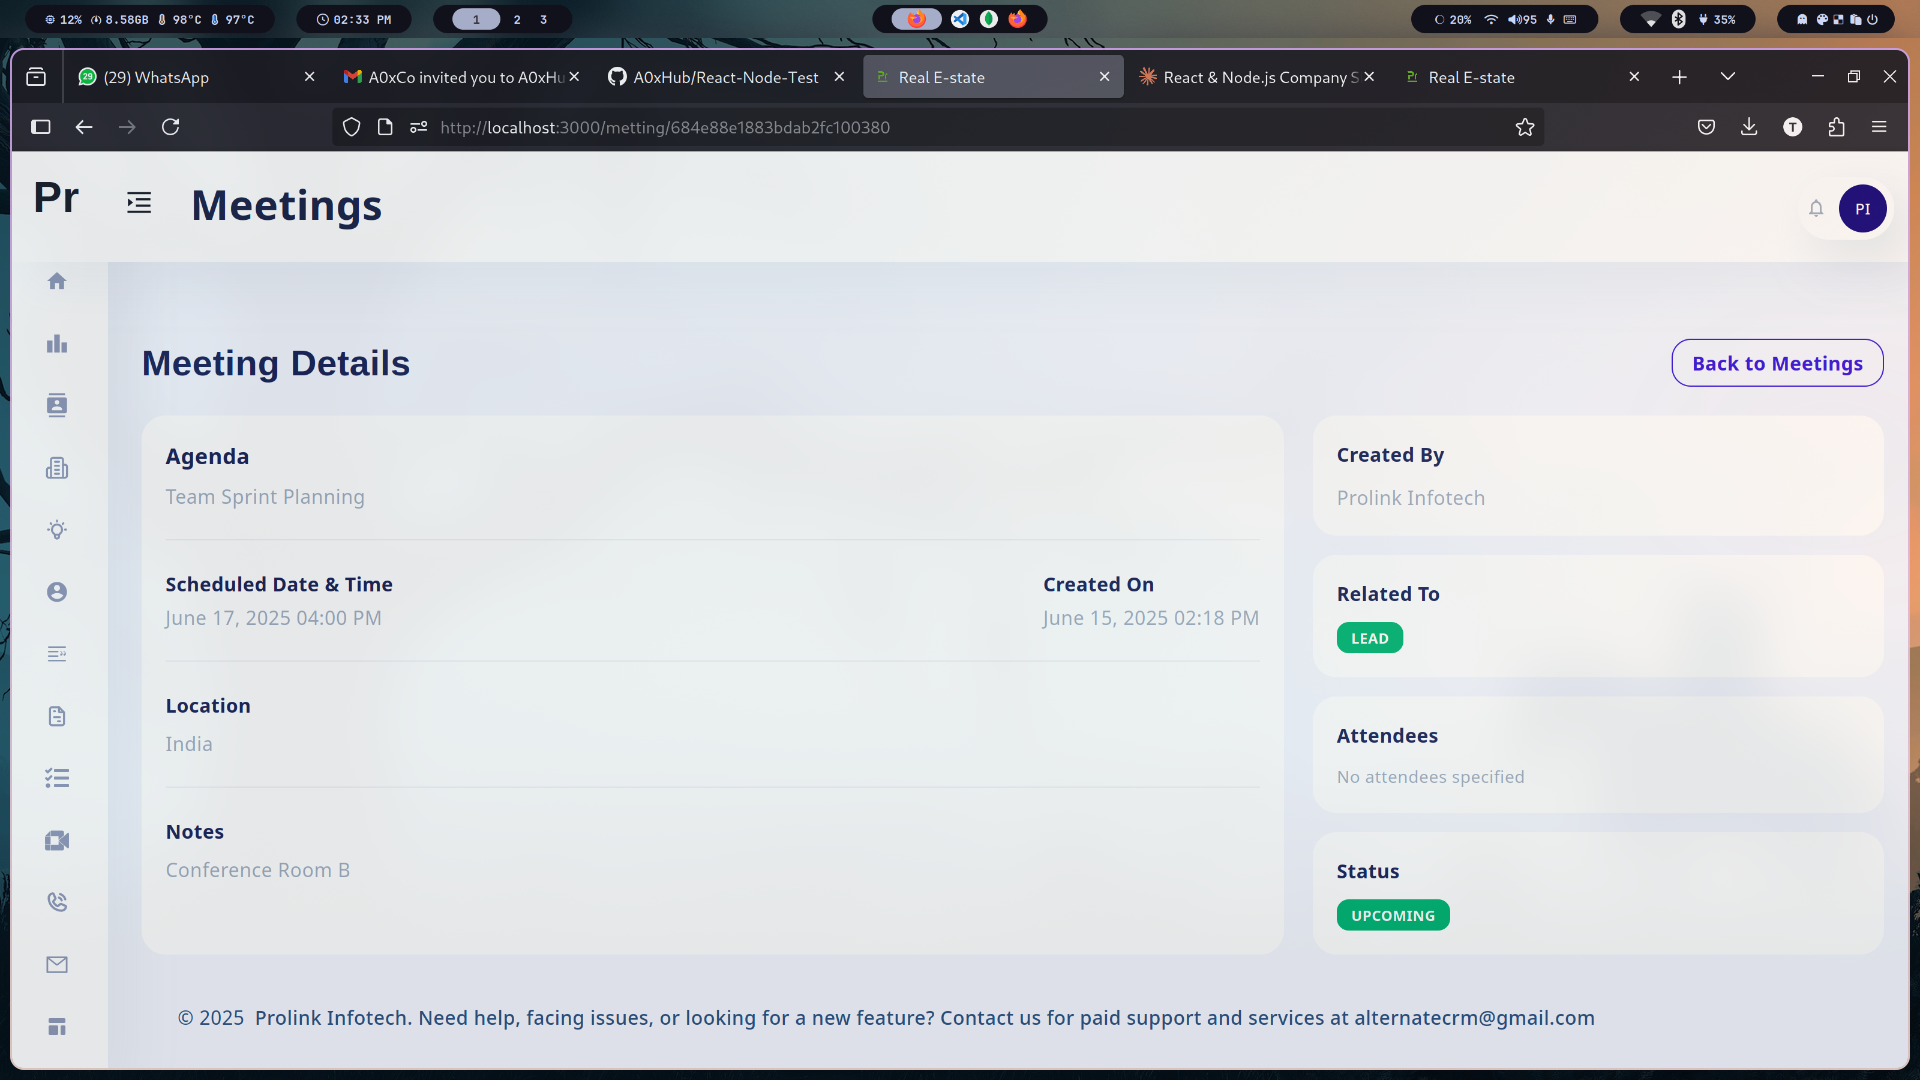 12% 8.58GB 98°C 97°C
02:33 PM
1 2 3
20% 95
35%
(29) WhatsApp
A0xCo invited you to A0xHu
A0xHub/React-Node-Test
Real E-state
React & Node.js Company S
Real E-state
http://localhost:3000/metting/684e88e1883bdab2fc100380
T
Pr
Meetings
PI
Meeting Details
Back to Meetings
Agenda
Team Sprint Planning
Scheduled Date & Time
June 17, 2025 04:00 PM
Created On
June 15, 2025 02:18 PM
Location
India
Notes
Conference Room B
Created By
Prolink Infotech
Related To
LEAD
Attendees
No attendees specified
Status
UPCOMING
© 2025 Prolink Infotech. Need help, facing issues, or looking for a new feature? Contact us for paid support and services at alternatecrm@gmail.com